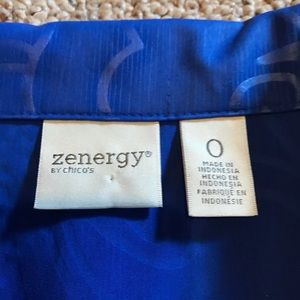 zenergy®
BY chico's
0
MADE IN
INDONESIA
HECHO EN
INDONESIA
FABRIQUÉ EN
INDONÉSIE